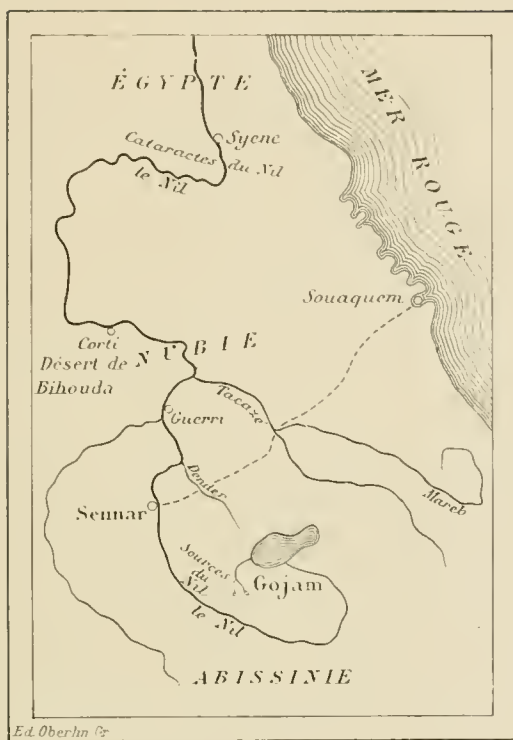 ÉGYPTE
MER ROUGE
Syene
Cataractes du Nil
le Nil
Souaquem
Corti
NUBIE
Désert de
Bihouda
Tacaze
Guerri
Dender
Mareb
Sennar
Sources
du
Nil
Gojam
le Nil
ABISSINIE
Ed. Oberlin Gr